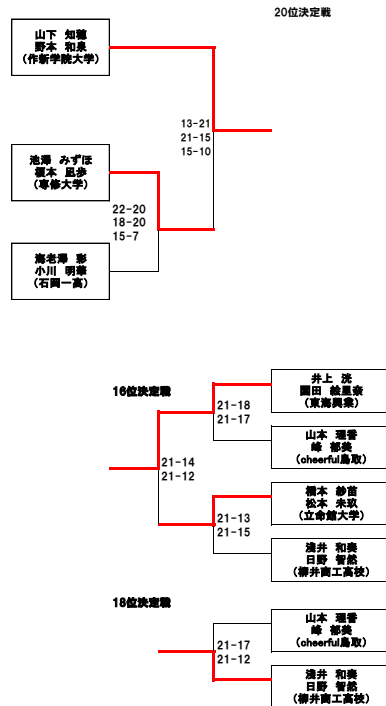 20位決定戦
山下 知穂
野本 和泉
(作新学院大学)
13-21
21-15
15-10
池澤 みずほ
榎本 凪歩
(専修大学)
22-20
18-20
15-7
海老澤 彩
小川 明華
(石岡一高)
16位決定戦
井上 洸
園田 絵里奈
(東海興業)
21-18
21-17
山本 理香
峰 郁美
(cheerful鳥取)
21-14
21-12
橋本 紗苗
松本 未玖
(立命館大学)
21-13
21-15
浅井 和奏
日野 智然
(柳井商工高校)
18位決定戦
山本 理香
峰 郁美
(cheerful鳥取)
21-17
21-12
浅井 和奏
日野 智然
(柳井商工高校)